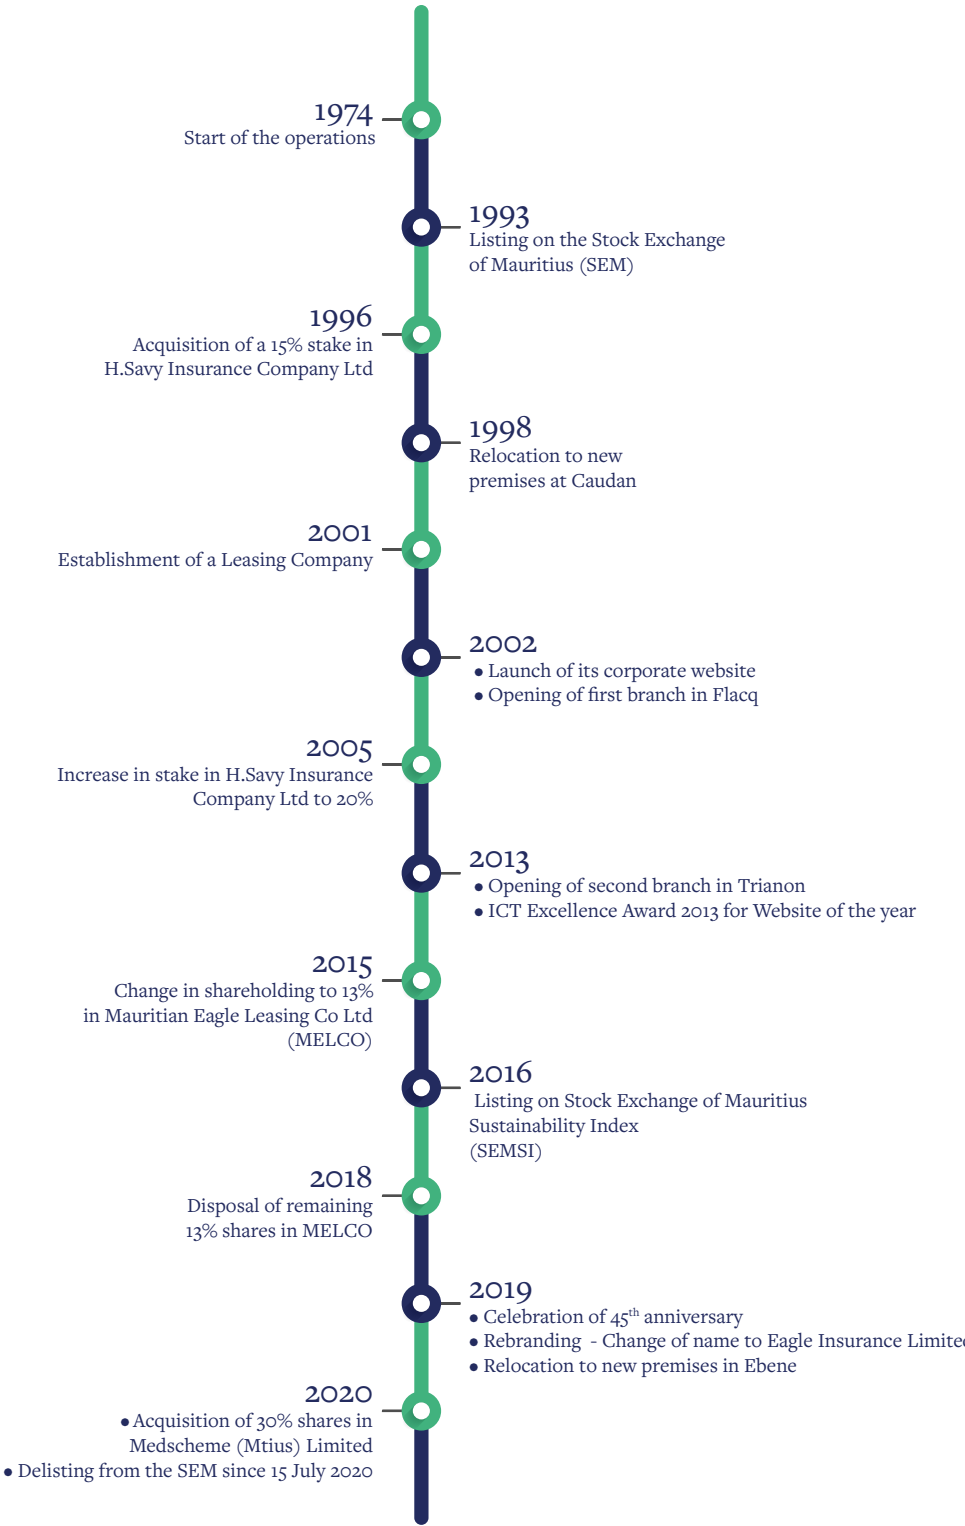 1974
Start of the operations
1993
Listing on the Stock Exchange
of Mauritius (SEM)
1996
Acquisition of a 15% stake in
H.Savy Insurance Company Ltd
1998
Relocation to new
premises at Caudan
2001
Establishment of a Leasing Company
2002
• Launch of its corporate website
• Opening of first branch in Flacq
2005
Increase in stake in H.Savy Insurance
Company Ltd to 20%
2013
• Opening of second branch in Trianon
• ICT Excellence Award 2013 for Website of the year
2015
Change in shareholding to 13%
in Mauritian Eagle Leasing Co Ltd
(MELCO)
2016
Listing on Stock Exchange of Mauritius
Sustainability Index
(SEMSI)
2018
Disposal of remaining
13% shares in MELCO
2019
• Celebration of 45th anniversary
• Rebranding - Change of name to Eagle Insurance Limite
• Relocation to new premises in Ebene
2020
• Acquisition of 30% shares in
Medscheme (Mtius) Limited
• Delisting from the SEM since 15 July 2020